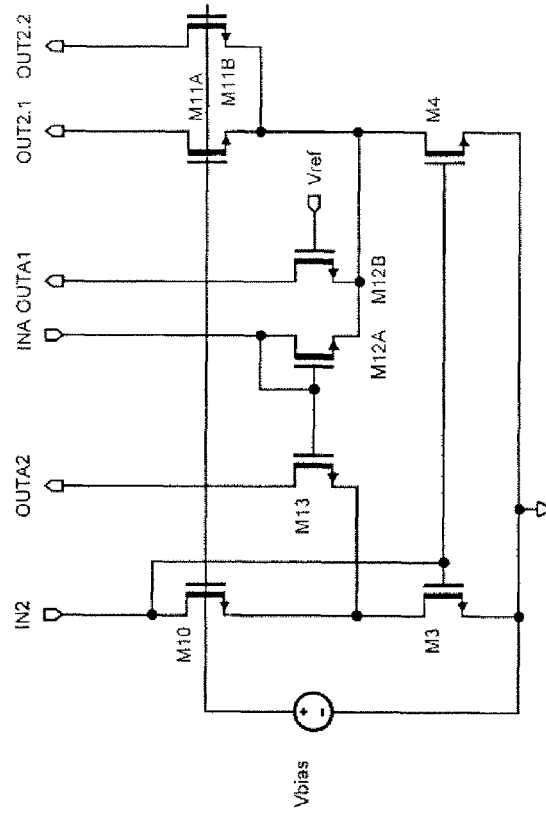 IN2
OUTA2
INA
OUTA1
OUT2.1
OUT2.2
M10
M11A
M11B
M13
M12A
M12B
Vref
M3
M4
Vbias
+
-